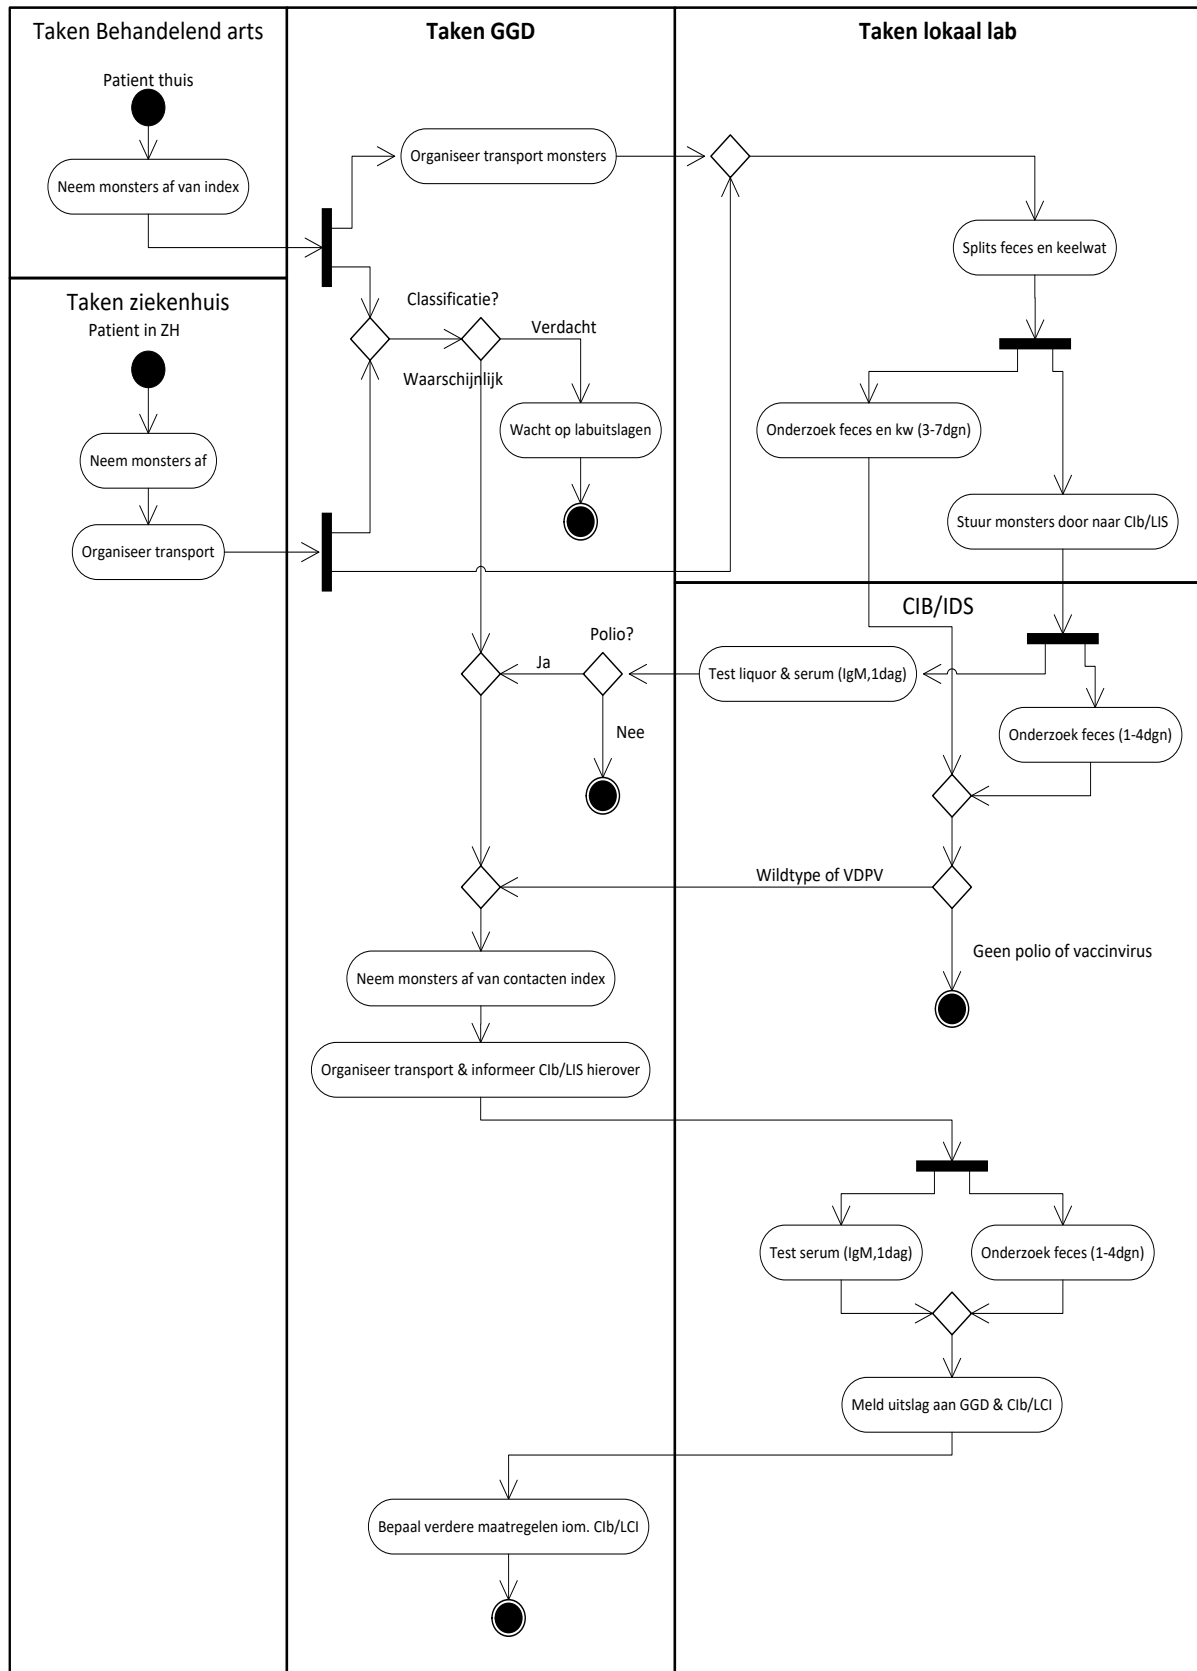 Taken Behandelend arts
Taken GGD
Taken lokaal lab
Patient thuis
Neem monsters af van index
Organiseer transport monsters
Splits feces en keelwat
Taken ziekenhuis
Patient in ZH
Classificatie?
Verdacht
Waarschijnlijk
Wacht op labuitslagen
Onderzoek feces en kw (3-7dgn)
Neem monsters af
Organiseer transport
Stuur monsters door naar CIb/LIS
CIB/IDS
Polio?
Ja
Test liquor & serum (IgM,1dag)
Nee
Onderzoek feces (1-4dgn)
Wildtype of VDPV
Geen polio of vaccinvirus
Neem monsters af van contacten index
Organiseer transport & informeer CIb/LIS hierover
Test serum (IgM,1dag)
Onderzoek feces (1-4dgn)
Meld uitslag aan GGD & CIb/LCI
Bepaal verdere maatregelen iom. CIb/LCI